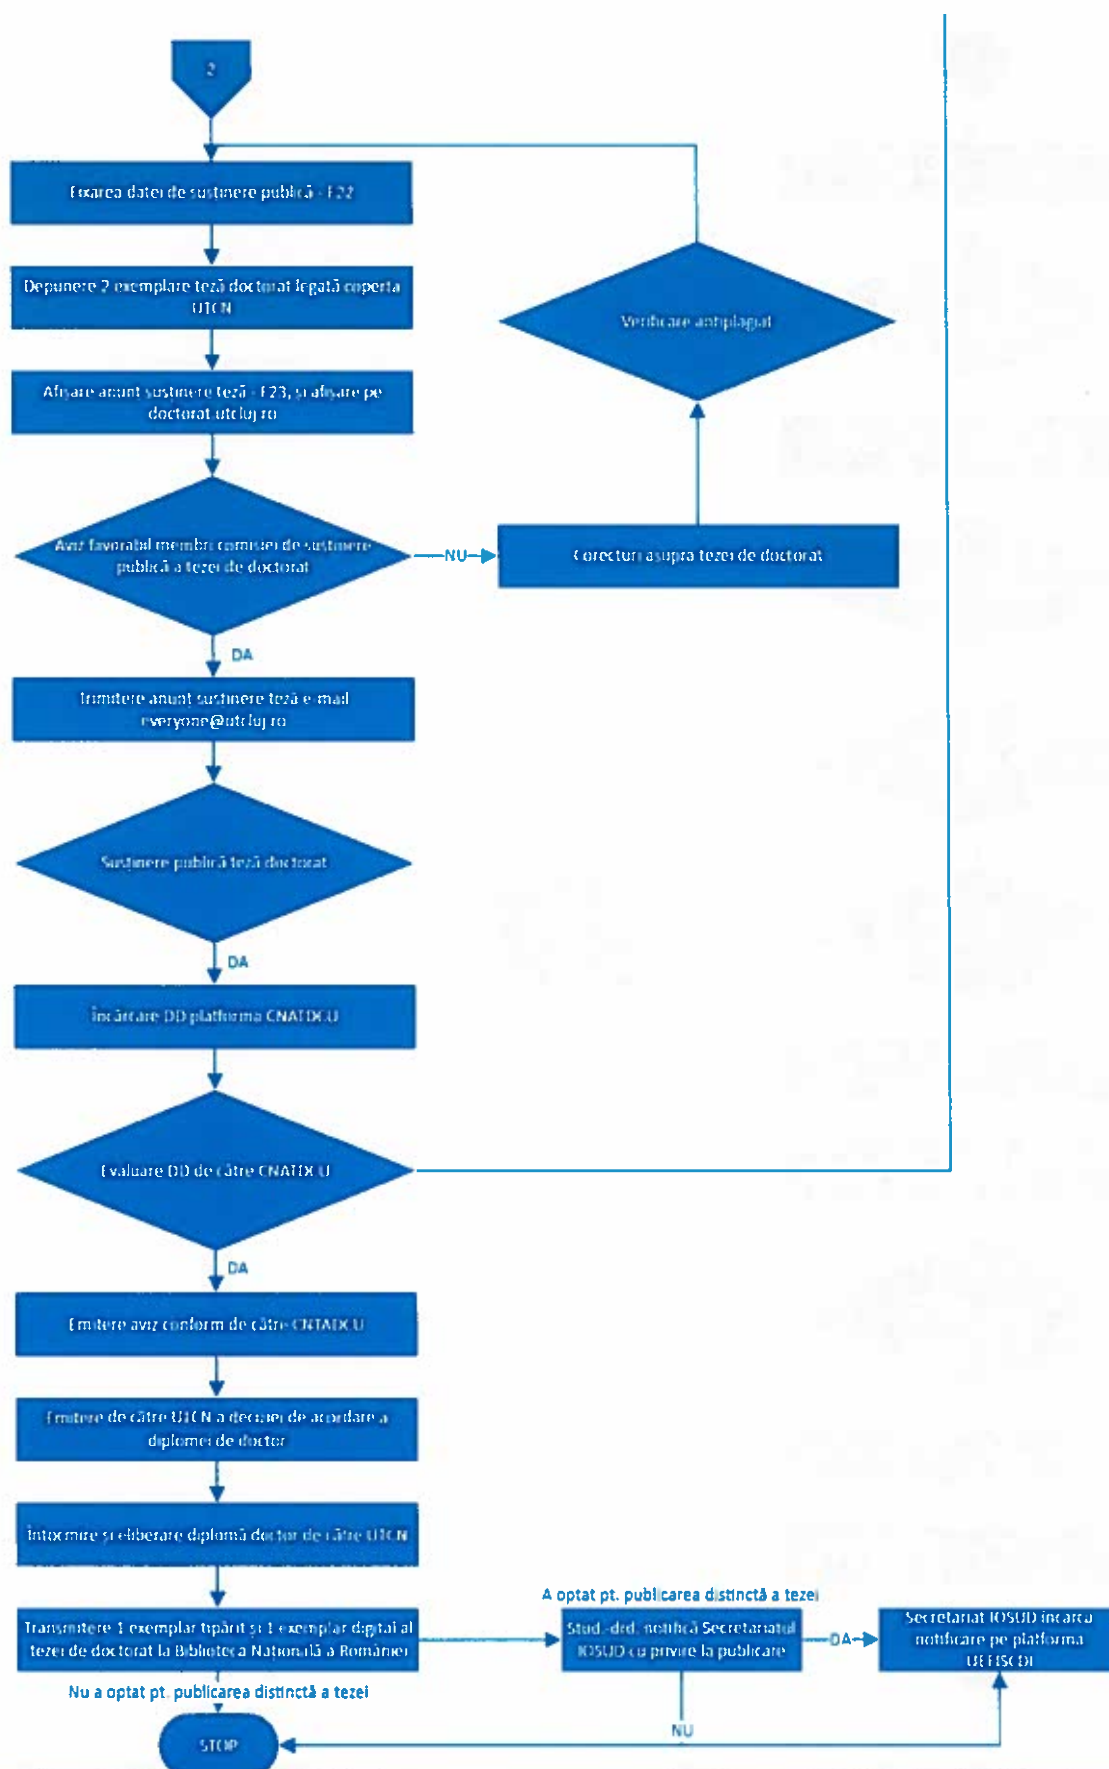 2
Fixarea datei de susținere publică - F22
Depunere 2 exemplare teză doctorat legată coperta
UTCN
Verificare antiplagiat
Afișare anunț susținere teză - F23, și afișare pe
doctorat.utcluj.ro
Aviz favorabil membri comisiei de susținere
publică a tezei de doctorat
NU
Corecturi asupra tezei de doctorat
DA
Trimitere anunț susținere teză e-mail
everyone@utcluj.ro
Susținere publică teză doctorat
DA
Încărcare DD platforma CNATDCU
Evaluare DD de către CNATDCU
DA
Emitere aviz conform de către CNTADCU
Emitere de către UTCN a deciziei de acordare a
diplomei de doctor
Întocmire și eliberare diplomă doctor de către UTCN
A optat pt. publicarea distinctă a tezei
Transmitere 1 exemplar tipărit și 1 exemplar digital al
tezei de doctorat la Biblioteca Națională a României
Stud.-drd. notifică Secretariatul
IOSUD cu privire la publicare
DA
Secretariat IOSUD încarca
notificare pe platforma
UEFISCDI
Nu a optat pt. publicarea distinctă a tezei
NU
STOP